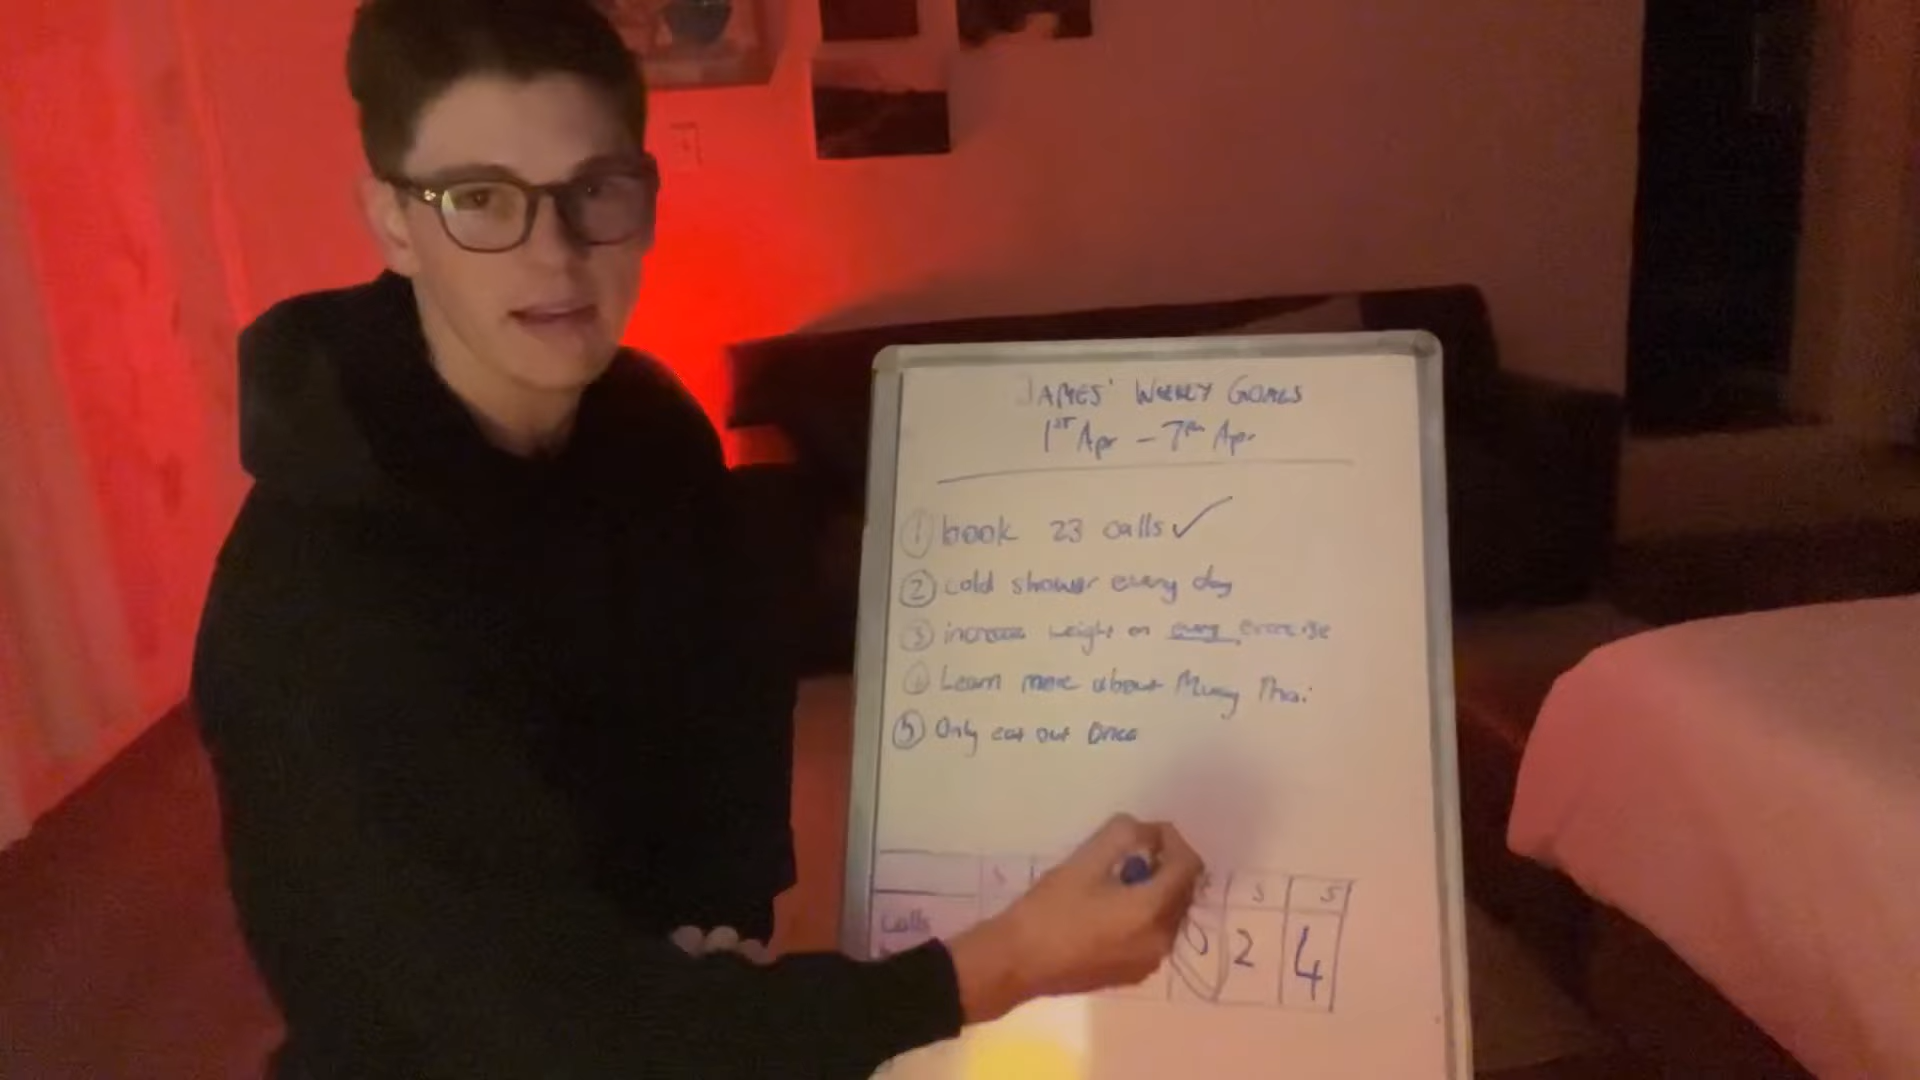 JAMES' WEEKLY GOALS
1ST Apr - 7th Apr
1 book 23 calls ✓
2 cold shower every day
3 increase weight on every exercise
4 Learn more about Muay Thai
5 Only eat out once
S S
Calls 0 2 4